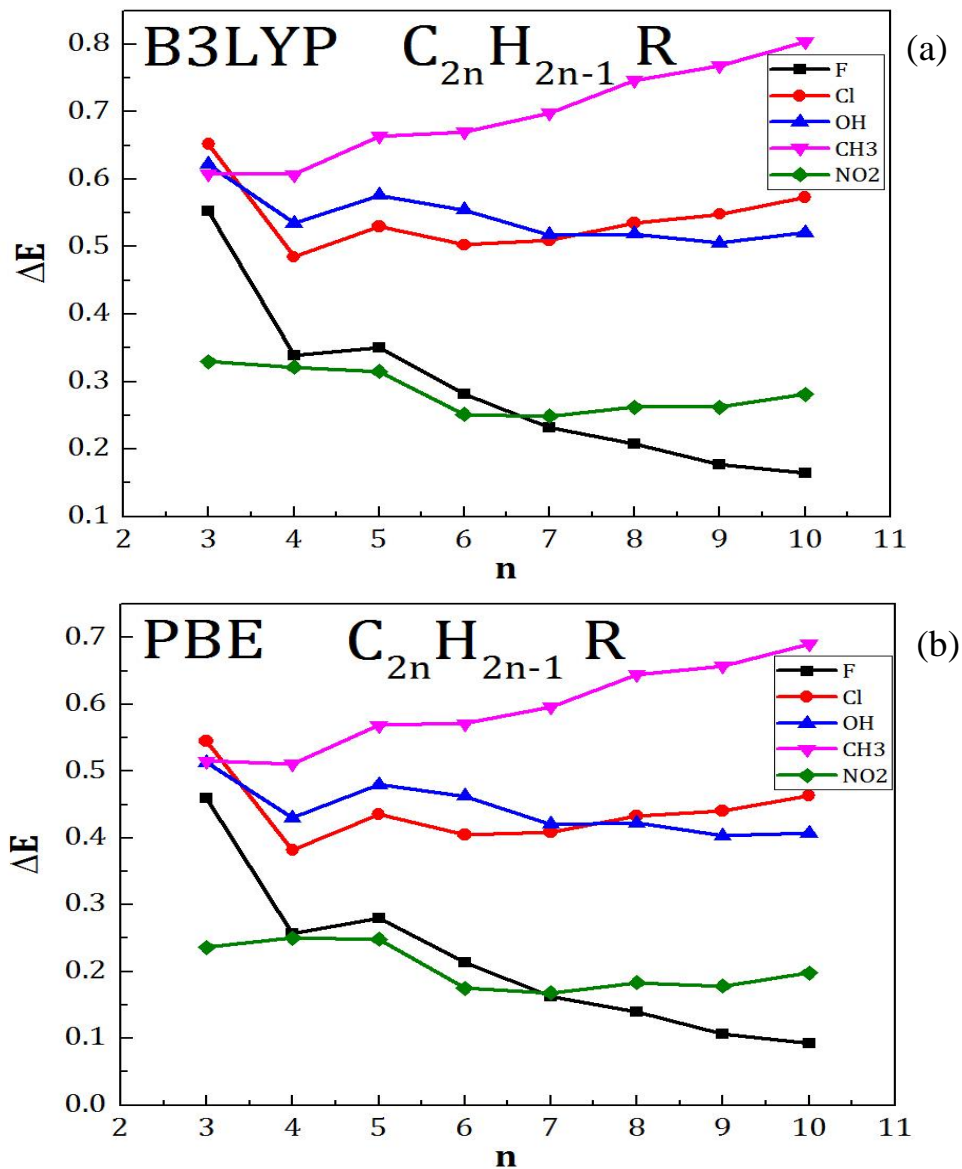 B3LYP C2nH2n-1 R
(a)
F
Cl
OH
CH3
NO2
0.8
0.7
0.6
0.5
0.4
0.3
0.2
0.1
ΔE
2 3 4 5 6 7 8 9 10 11
n
PBE C2nH2n-1 R
(b)
F
Cl
OH
CH3
NO2
0.7
0.6
0.5
0.4
0.3
0.2
0.1
0.0
ΔE
2 3 4 5 6 7 8 9 10 11
n